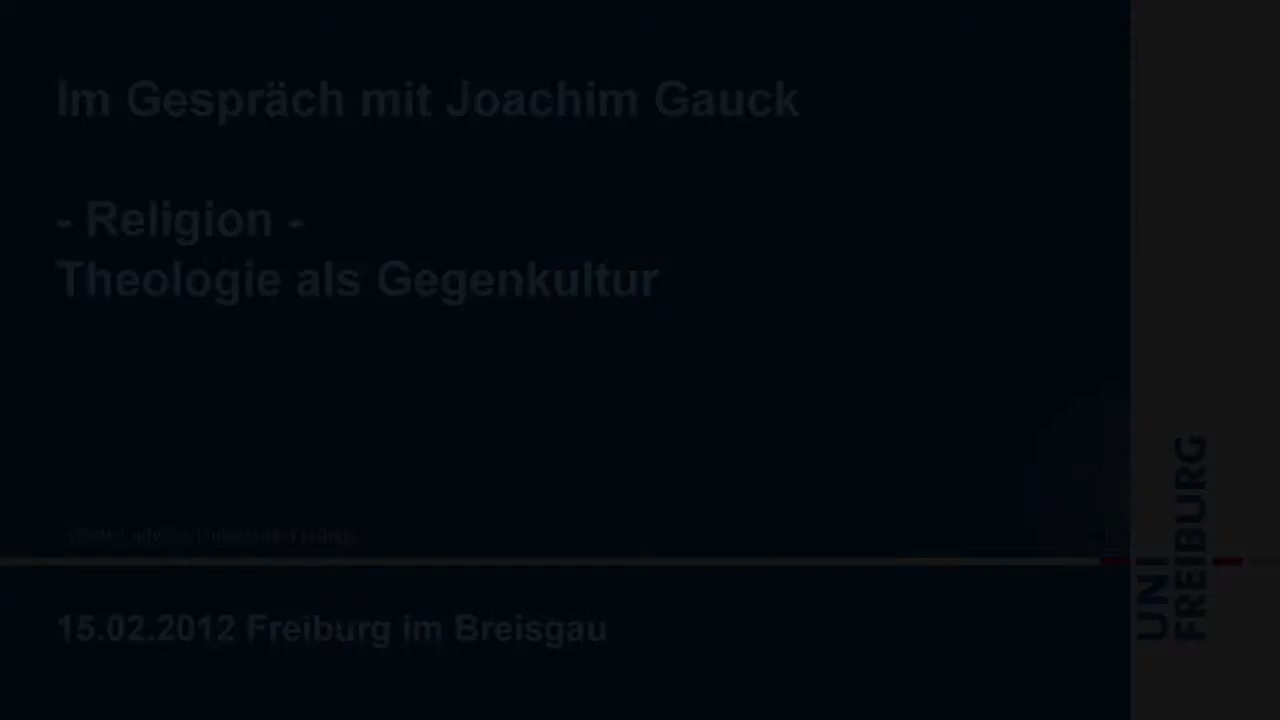 Im Gespräch mit Joachim Gauck
- Religion -
Theologie als Gegenkultur
15.02.2012 Freiburg im Breisgau
UNI
FREIBURG